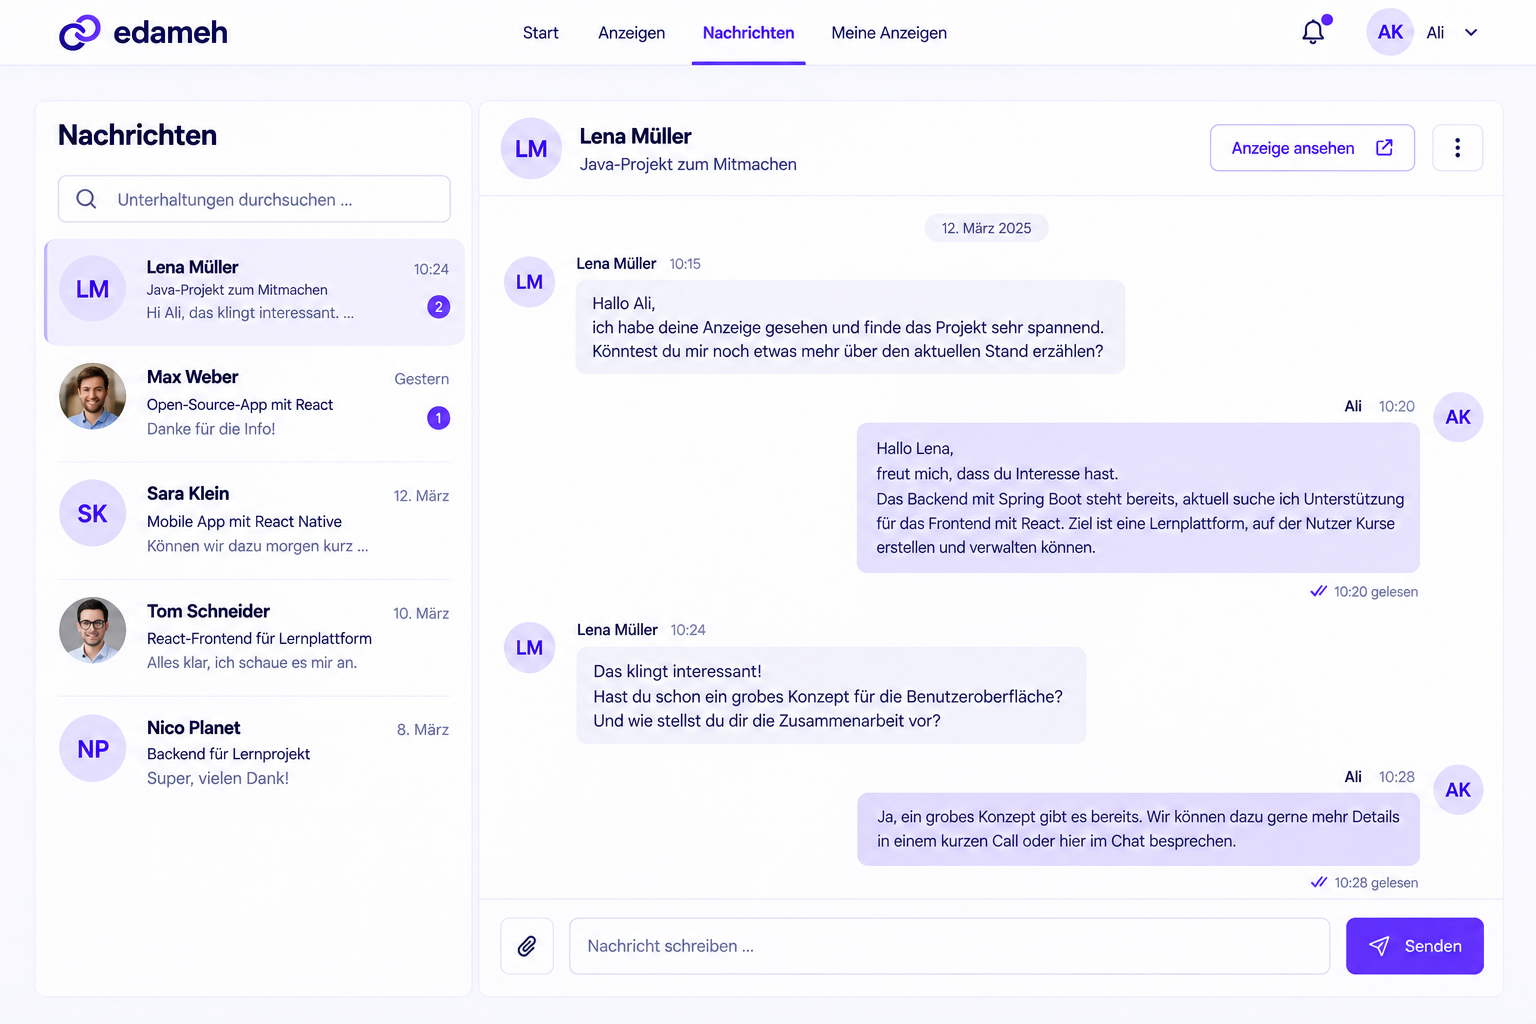 edameh
Start
Anzeigen
Nachrichten
Meine Anzeigen
AK
Ali
Nachrichten
Unterhaltungen durchsuchen ...
LM
Lena Müller
10:24
Java-Projekt zum Mitmachen
Hi Ali, das klingt interessant. ...
2
Max Weber
Gestern
Open-Source-App mit React
Danke für die Info!
1
SK
Sara Klein
12. März
Mobile App mit React Native
Können wir dazu morgen kurz ...
Tom Schneider
10. März
React-Frontend für Lernplattform
Alles klar, ich schaue es mir an.
NP
Nico Planet
8. März
Backend für Lernprojekt
Super, vielen Dank!
LM
Lena Müller
Java-Projekt zum Mitmachen
Anzeige ansehen
12. März 2025
LM
Lena Müller 10:15
Hallo Ali,
ich habe deine Anzeige gesehen und finde das Projekt sehr spannend.
Könntest du mir noch etwas mehr über den aktuellen Stand erzählen?
Ali 10:20
AK
Hallo Lena,
freut mich, dass du Interesse hast.
Das Backend mit Spring Boot steht bereits, aktuell suche ich Unterstützung
für das Frontend mit React. Ziel ist eine Lernplattform, auf der Nutzer Kurse
erstellen und verwalten können.
10:20 gelesen
LM
Lena Müller 10:24
Das klingt interessant!
Hast du schon ein grobes Konzept für die Benutzeroberfläche?
Und wie stellst du dir die Zusammenarbeit vor?
Ali 10:28
AK
Ja, ein grobes Konzept gibt es bereits. Wir können dazu gerne mehr Details
in einem kurzen Call oder hier im Chat besprechen.
10:28 gelesen
Nachricht schreiben ...
Senden